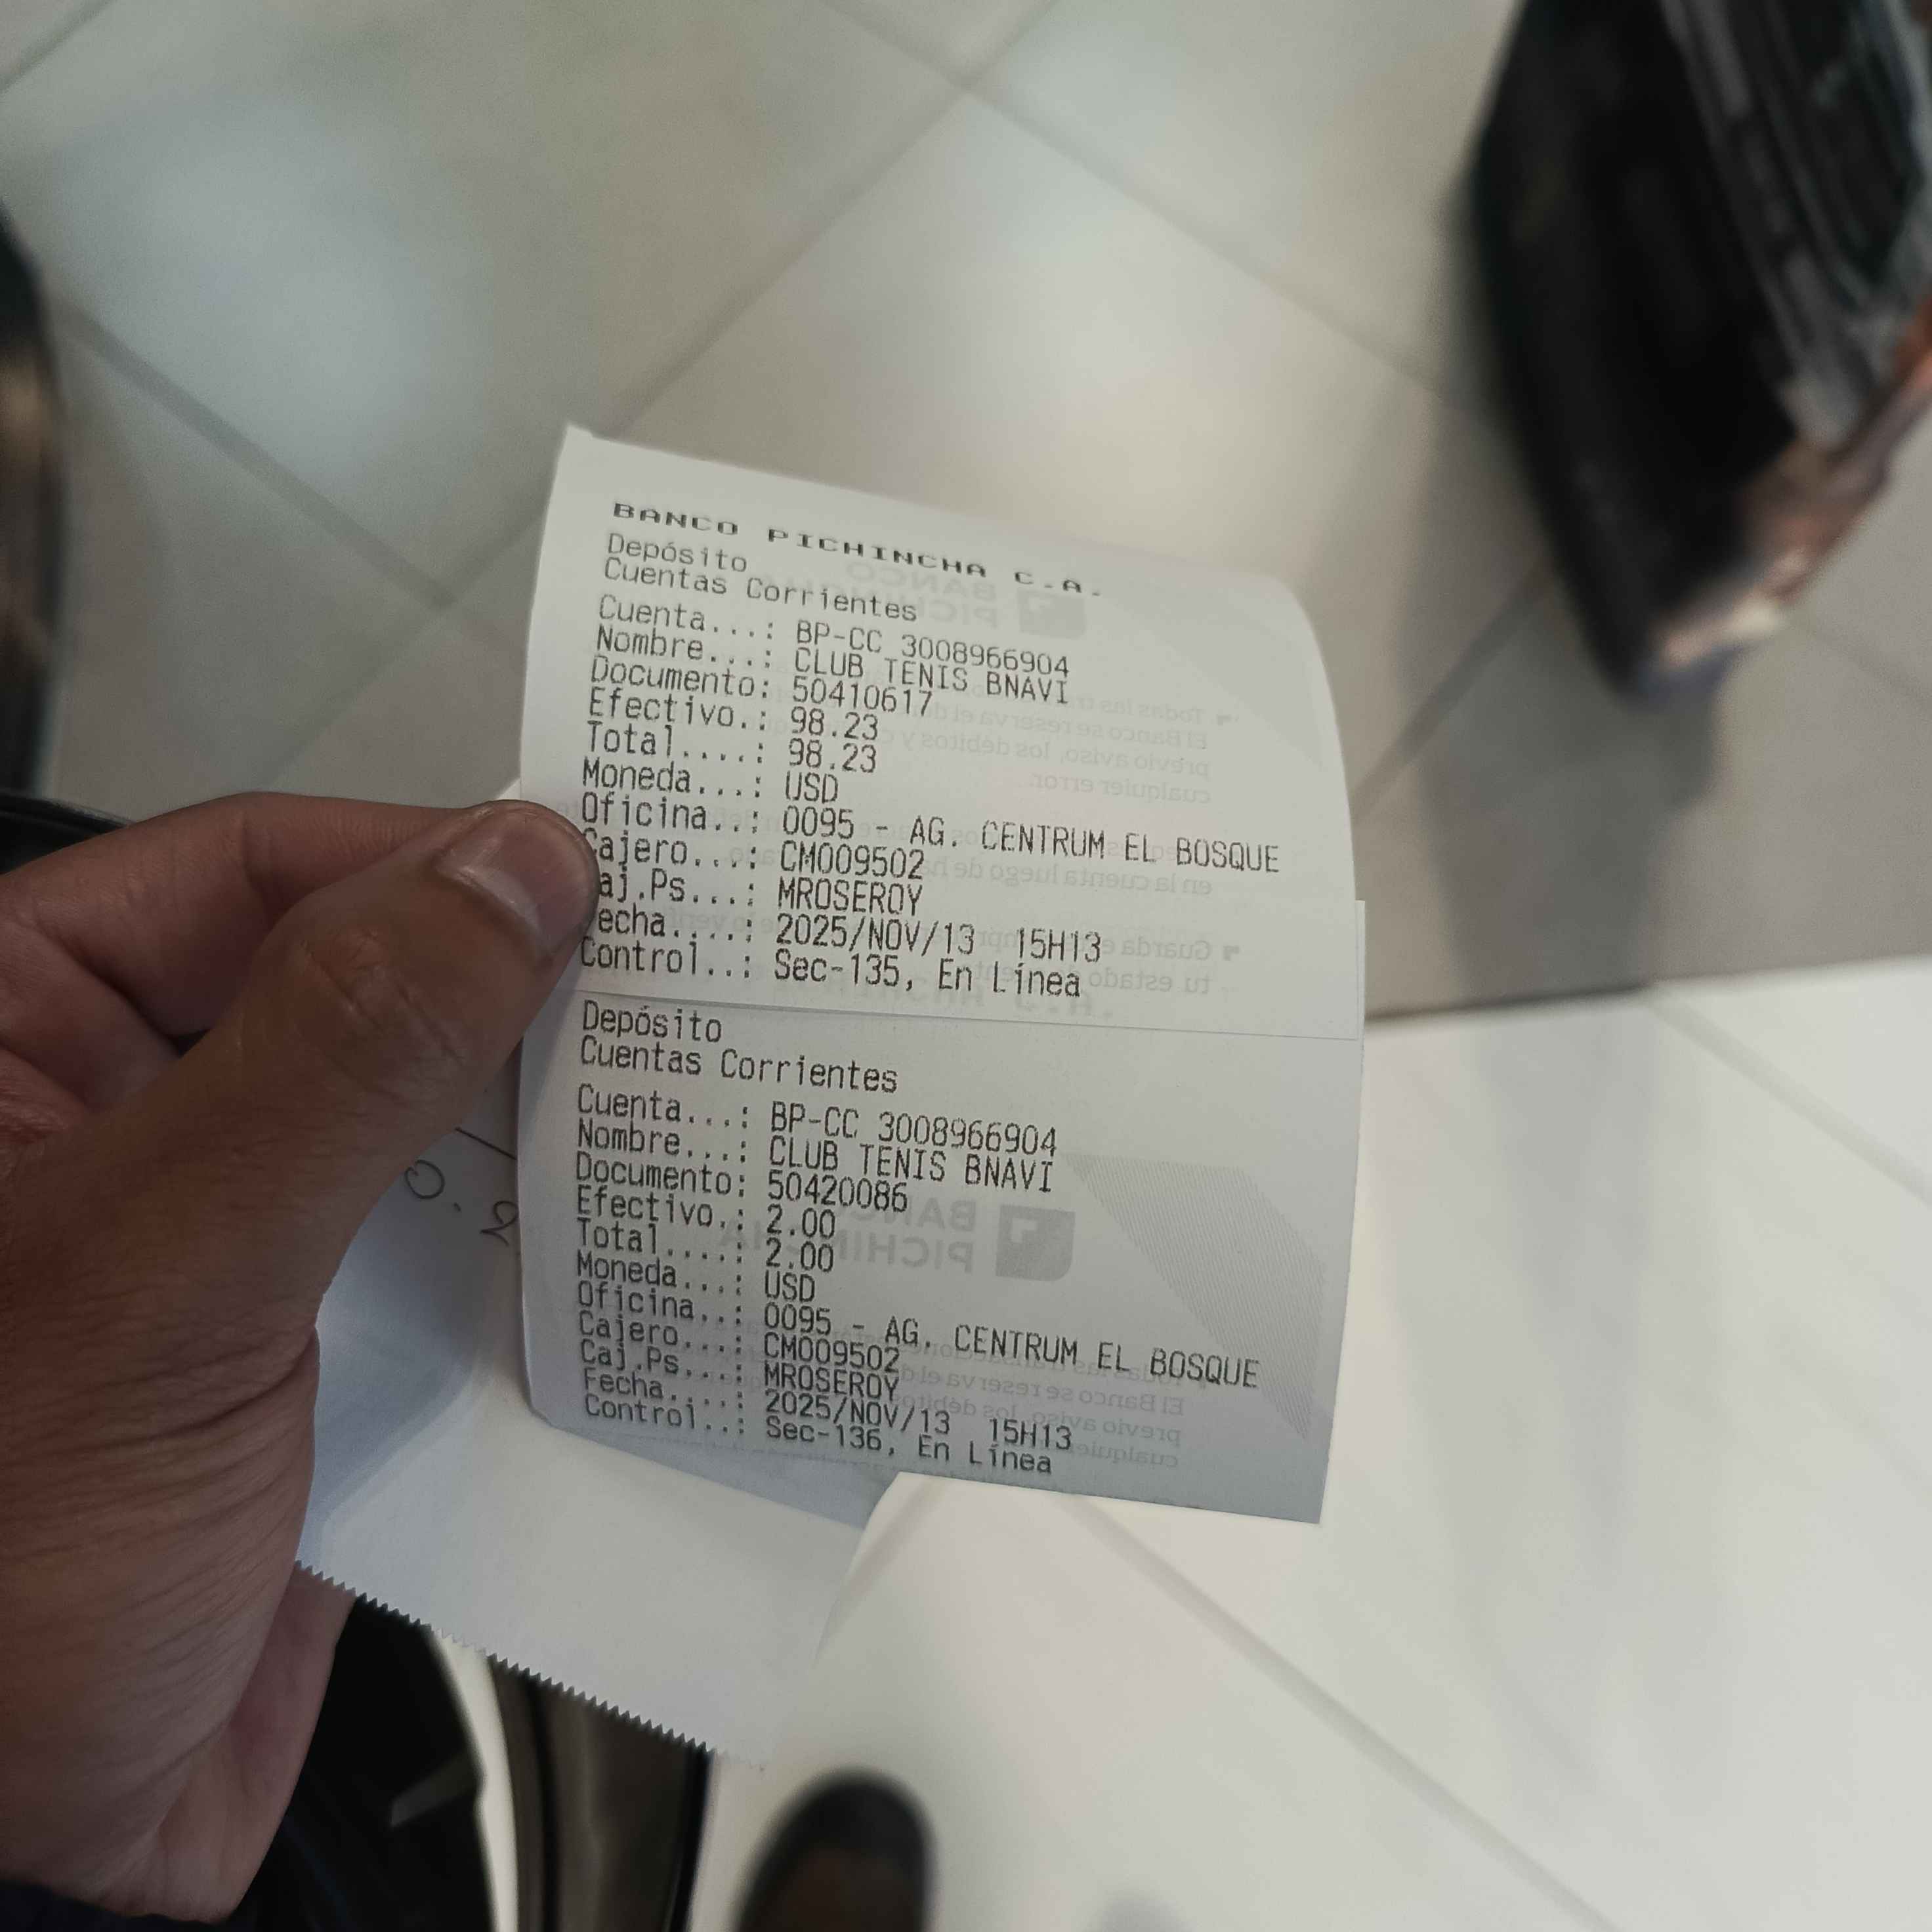 BANCO PICHINCHA C.A.
Depósito
Cuentas Corrientes
Cuenta...: BP-CC 3008966904
Nombre...: CLUB TENIS BNAVI
Documento: 50410617
Efectivo.: 98.23
Total....: 98.23
Moneda...: USD
Oficina..: 0095 - AG. CENTRUM EL BOSQUE
Cajero...: CM009502
aj.Ps...: MROSEROY
echa....: 2025/NOV/13 15H13
Control..: Sec-135, En Línea
Depósito
Cuentas Corrientes
Cuenta...: BP-CC 3008966904
Nombre...: CLUB TENIS BNAVI
Documento: 50420086
Efectivo.: 2.00
Total....: 2.00
Moneda...: USD
Oficina..: 0095 - AG. CENTRUM EL BOSQUE
Cajero...: CM009502
Caj.Ps...: MROSEROY
Fecha....: 2025/NOV/13 15H13
Control..: Sec-136, En Línea